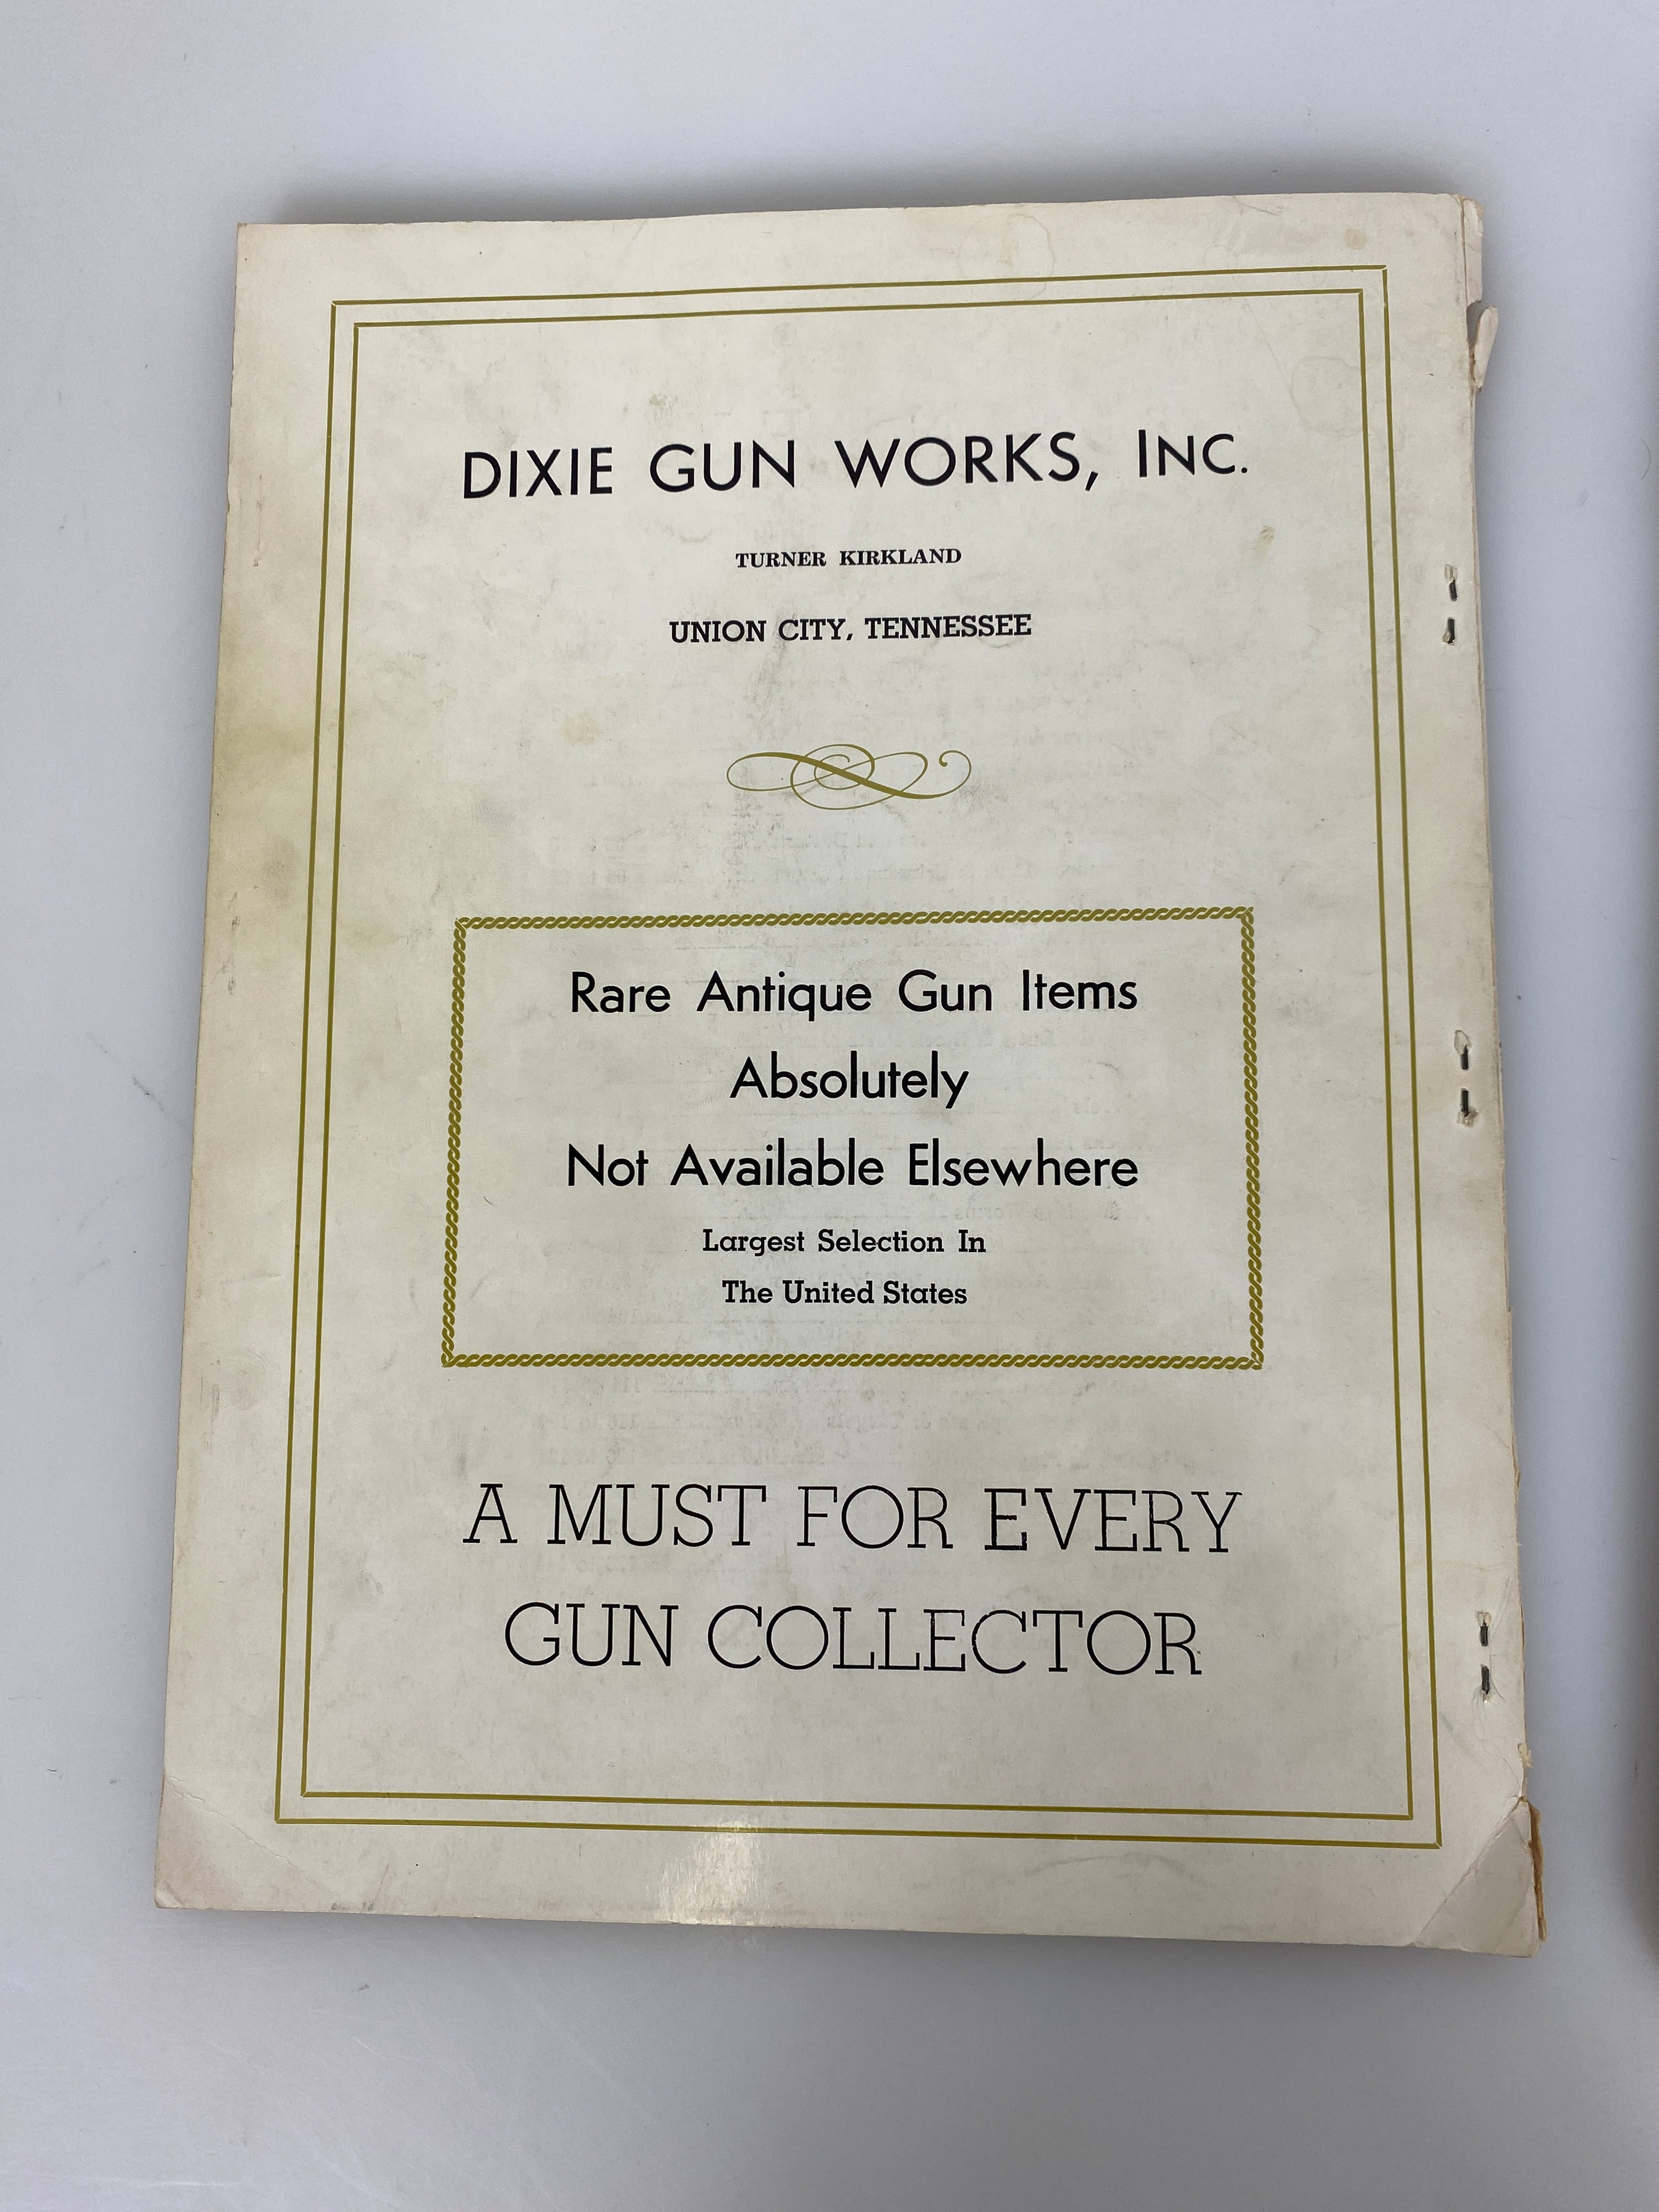 DIXIE GUN WORKS, INC.
TURNER KIRKLAND
UNION CITY, TENNESSEE
Rare Antique Gun Items
Absolutely
Not Available Elsewhere
Largest Selection In
The United States
A MUST FOR EVERY
GUN COLLECTOR